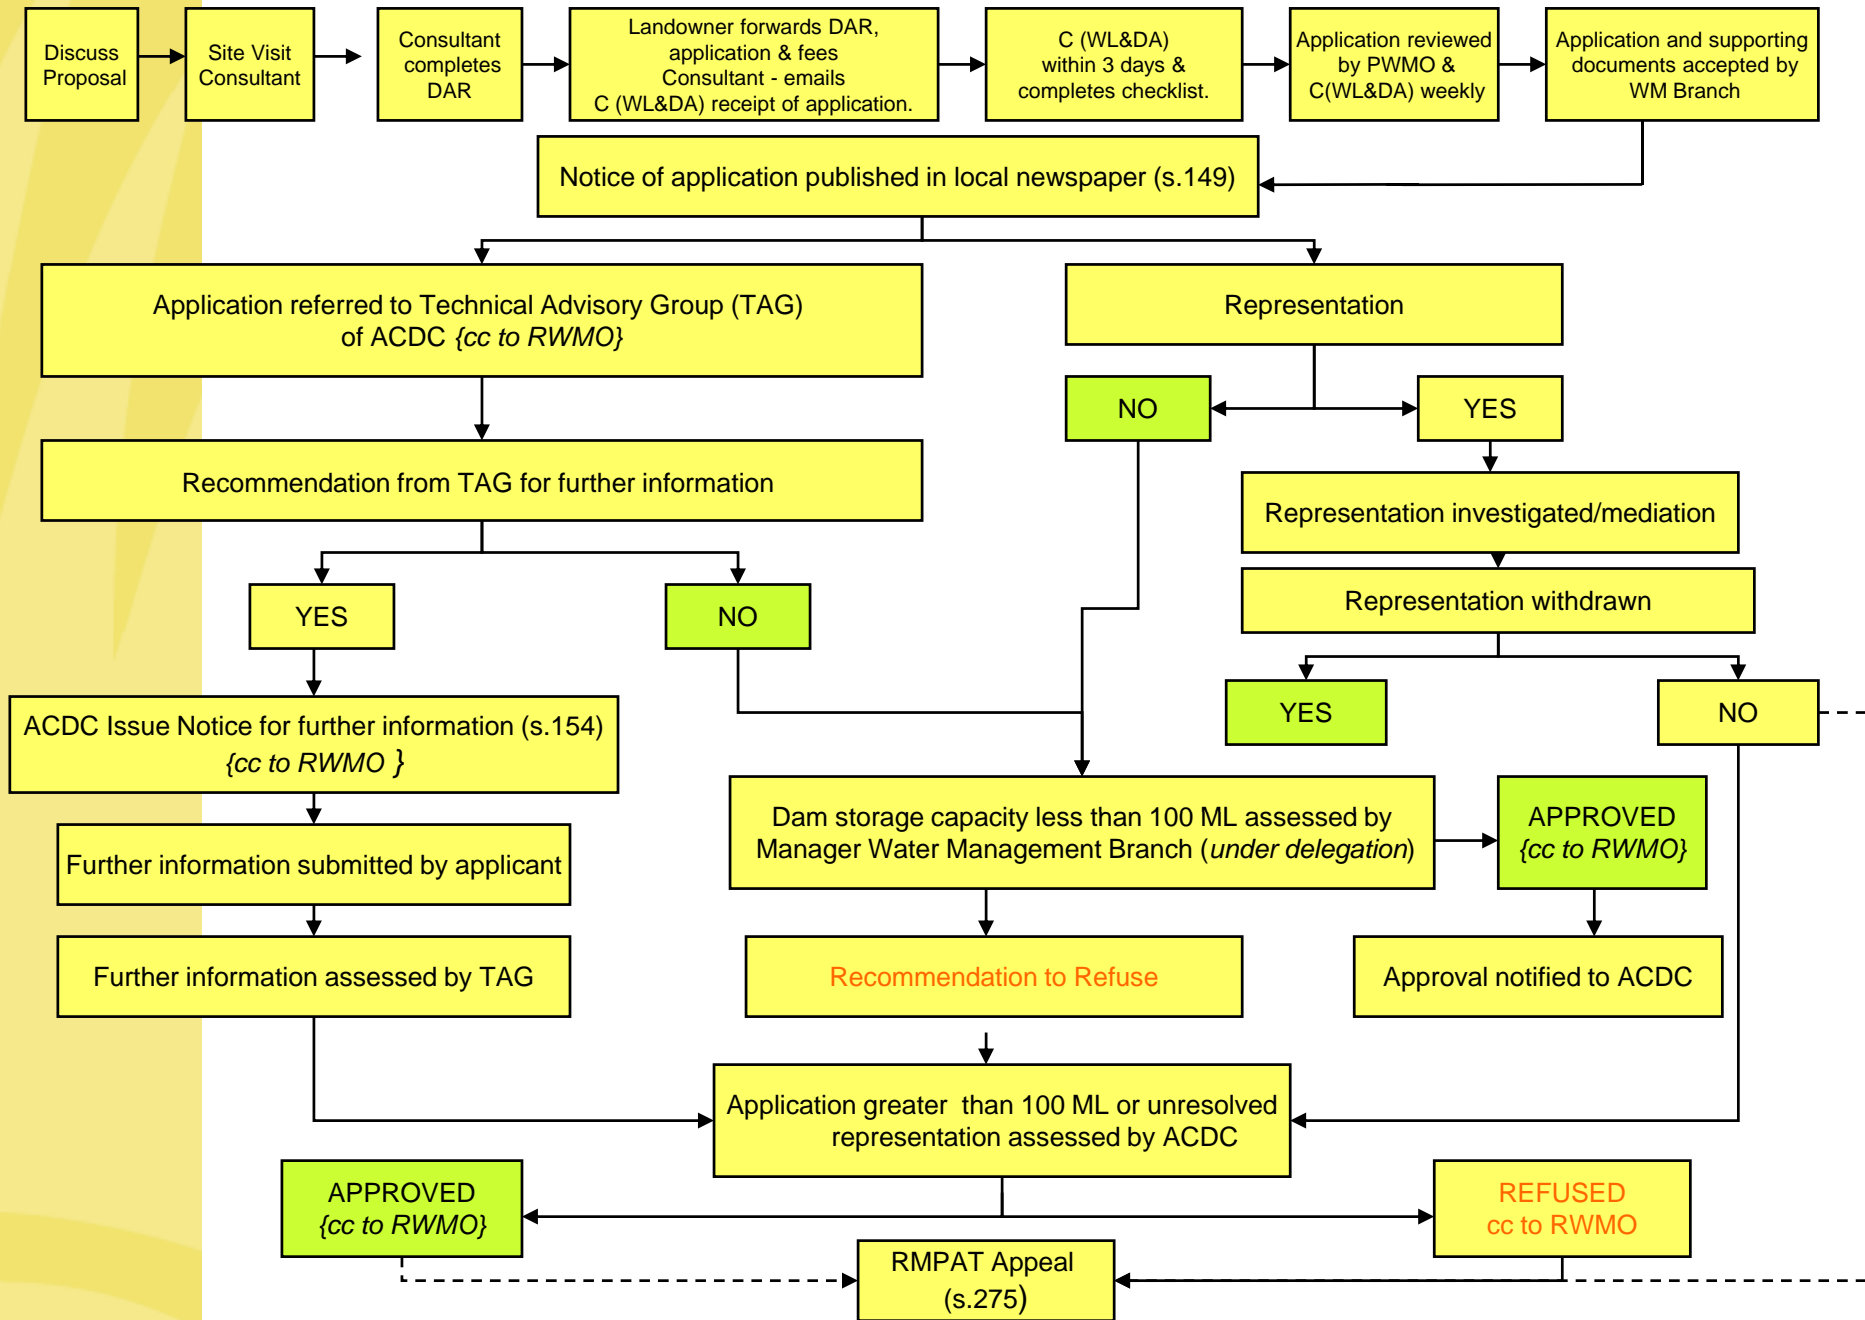 Discuss
Proposal
Site Visit
Consultant
Consultant
completes
DAR
Landowner forwards DAR,
application & fees
Consultant - emails
C (WL&DA) receipt of application.
C (WL&DA)
within 3 days &
completes checklist.
Application reviewed
by PWMO &
C(WL&DA) weekly
Application and supporting
documents accepted by
WM Branch
Notice of application published in local newspaper (s.149)
Application referred to Technical Advisory Group (TAG)
of ACDC {cc to RWMO}
Representation
NO
YES
Recommendation from TAG for further information
Representation investigated/mediation
Representation withdrawn
YES
NO
YES
NO
ACDC Issue Notice for further information (s.154)
{cc to RWMO }
Dam storage capacity less than 100 ML assessed by
Manager Water Management Branch (under delegation)
APPROVED
{cc to RWMO}
Further information submitted by applicant
Further information assessed by TAG
Recommendation to Refuse
Approval notified to ACDC
Application greater than 100 ML or unresolved
representation assessed by ACDC
APPROVED
{cc to RWMO}
REFUSED
cc to RWMO
RMPAT Appeal
(s.275)